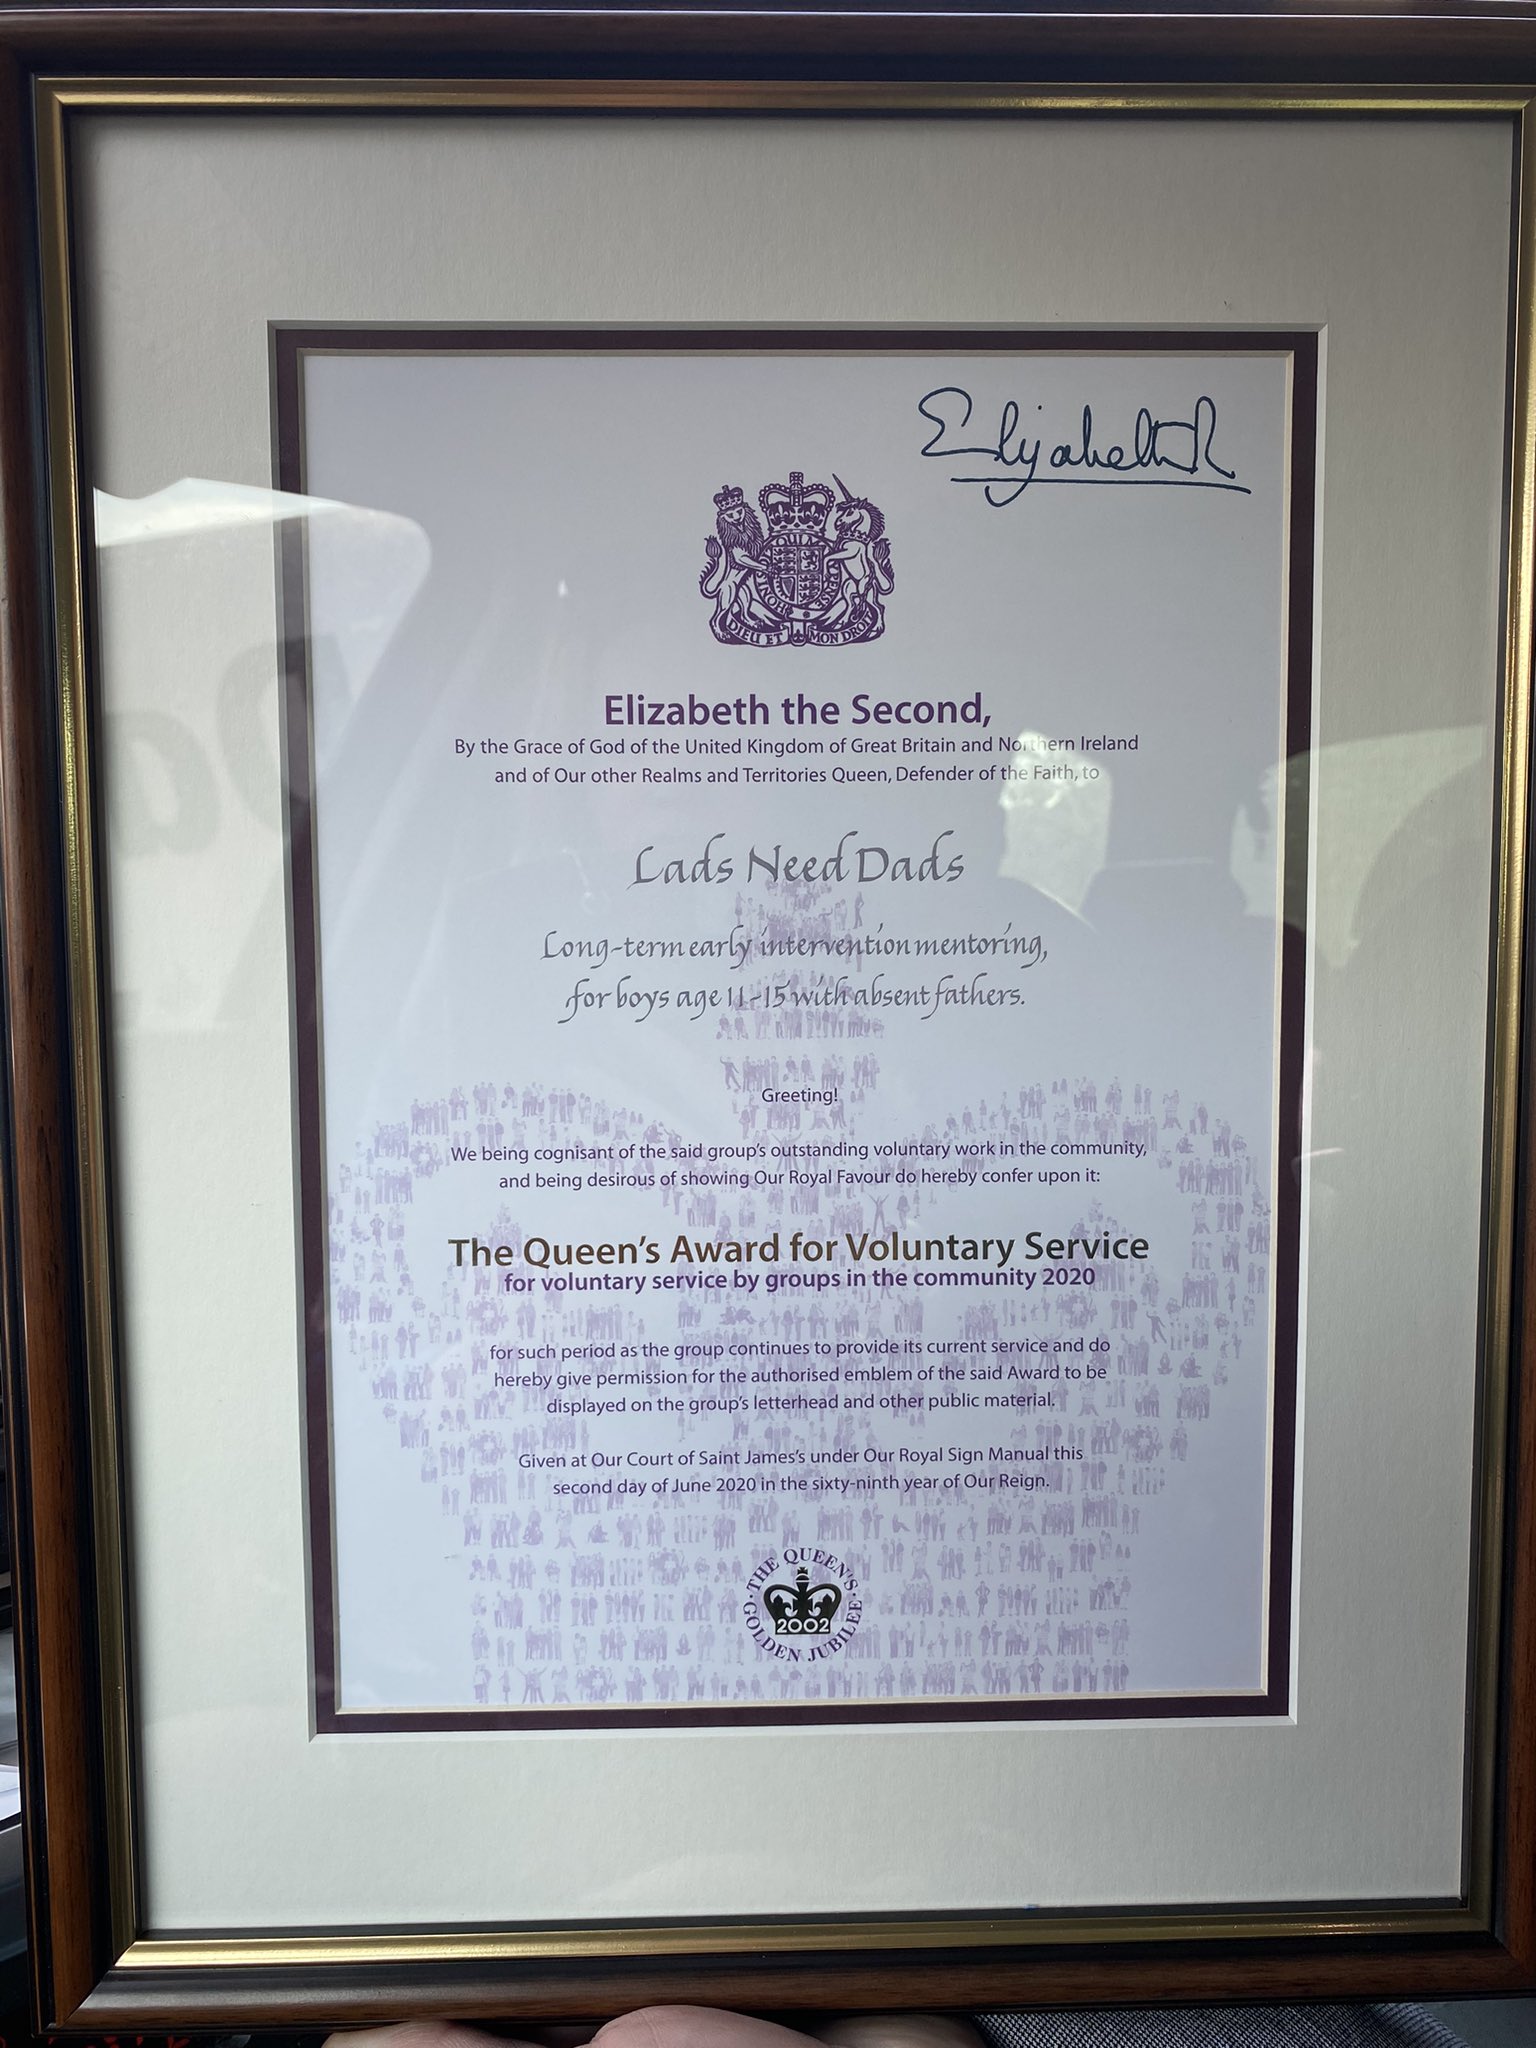 Elizabeth R
QUI MAL
HONI
PENSE
DIEU ET MON DROIT
Elizabeth the Second,
By the Grace of God of the United Kingdom of Great Britain and Northern Ireland
and of Our other Realms and Territories Queen, Defender of the Faith, to
Lads Need Dads
Long-term early intervention mentoring,
for boys age 11-15 with absent fathers.
Greeting!
We being cognisant of the said group's outstanding voluntary work in the community,
and being desirous of showing Our Royal Favour do hereby confer upon it:
The Queen's Award for Voluntary Service
for voluntary service by groups in the community 2020
for such period as the group continues to provide its current service and do
hereby give permission for the authorised emblem of the said Award to be
displayed on the group's letterhead and other public material.
Given at Our Court of Saint James's under Our Royal Sign Manual this
second day of June 2020 in the sixty-ninth year of Our Reign.
THE QUEEN'S
GOLDEN JUBILEE
2002